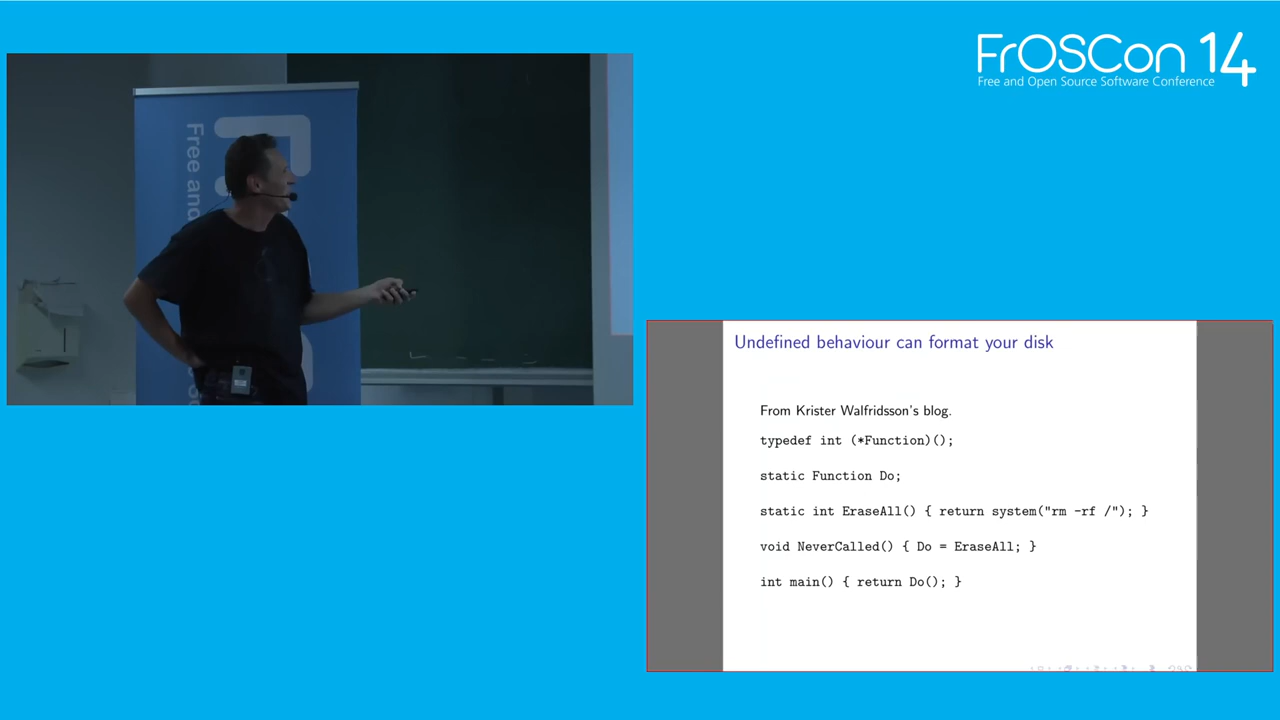 FrOSCon 14
Free and Open Source Software Conference
Free and
Undefined behaviour can format your disk
From Krister Walfridsson's blog.
typedef int (*Function)();
static Function Do;
static int EraseAll() { return system("rm -rf /"); }
void NeverCalled() { Do = EraseAll; }
int main() { return Do(); }